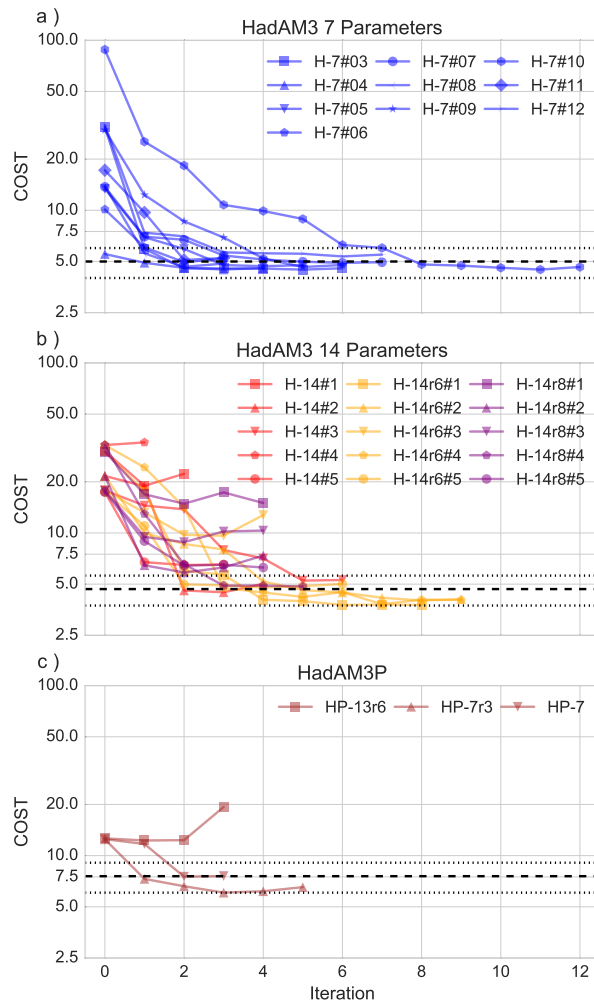 a )
HadAM3 7 Parameters
100.0
50.0
20.0
10.0
7.5
5.0
2.5
COST
H-7#03 H-7#07 H-7#10
H-7#04 H-7#08 H-7#11
H-7#05 H-7#09 H-7#12
H-7#06
b )
HadAM3 14 Parameters
100.0
50.0
20.0
10.0
7.5
5.0
2.5
COST
H-14#1 H-14r6#1 H-14r8#1
H-14#2 H-14r6#2 H-14r8#2
H-14#3 H-14r6#3 H-14r8#3
H-14#4 H-14r6#4 H-14r8#4
H-14#5 H-14r6#5 H-14r8#5
c )
HadAM3P
100.0
50.0
20.0
10.0
7.5
5.0
2.5
COST
HP-13r6 HP-7r3 HP-7
0 2 4 6 8 10 12
Iteration